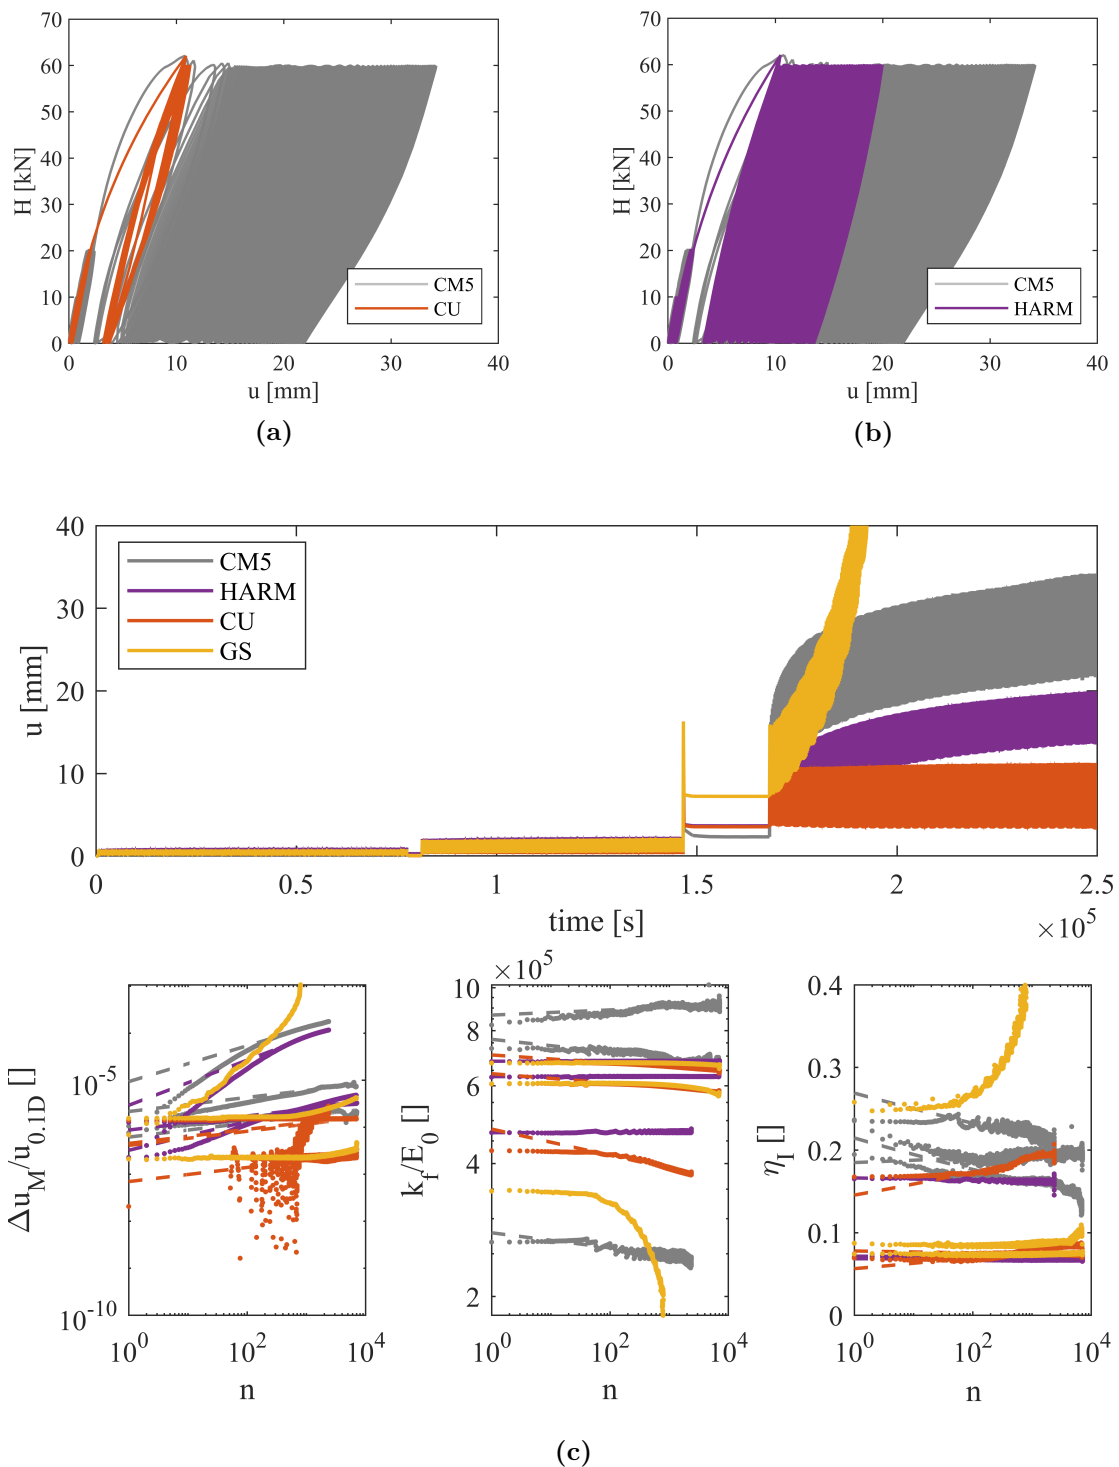 70
60
50
40
30
20
10
0
H [kN]
0 10 20 30 40
u [mm]
CM5
CU
(a)
70
60
50
40
30
20
10
0
H [kN]
0 10 20 30 40
u [mm]
CM5
HARM
(b)
40
30
20
10
0
u [mm]
CM5
HARM
CU
GS
0 0.5 1 1.5 2 2.5
time [s]
×10^5
10^-5
10^-10
Δu_M/u_0.1D []
10^0 10^2 10^4
n
×10^5
10
8
6
4
2
k_f/E_0 []
10^0 10^2 10^4
n
0.4
0.3
0.2
0.1
0
η_I []
10^0 10^2 10^4
n
(c)